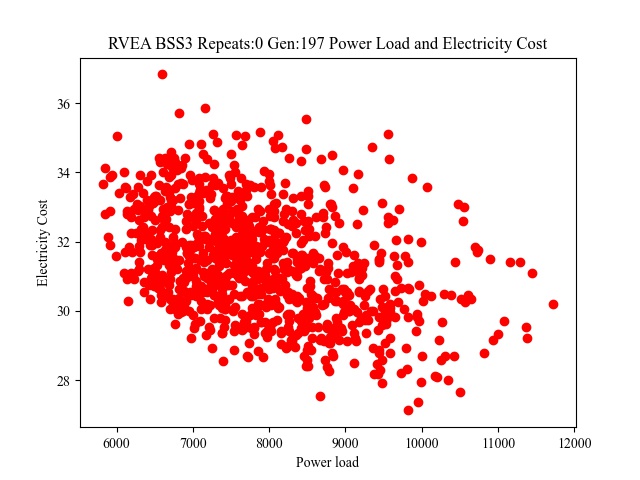 RVEA BSS3 Repeats:0 Gen:197 Power Load and Electricity Cost
Electricity Cost
36
34
32
30
28
6000 7000 8000 9000 10000 11000 12000
Power load